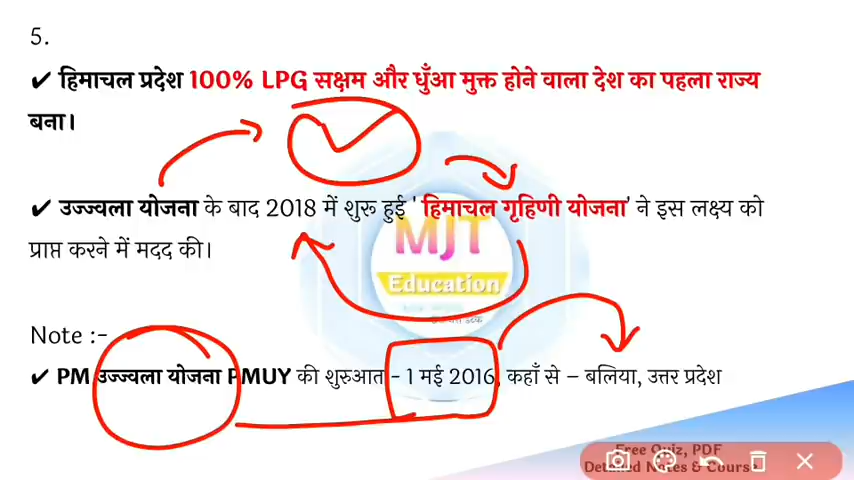 5.
✔ हिमाचल प्रदेश 100% LPG सक्षम और धुँआ मुक्त होने वाला देश का पहला राज्य
बना।
✔ उज्ज्वला योजना के बाद 2018 में शुरू हुई ' हिमाचल गृहिणी योजना' ने इस लक्ष्य को
प्राप्त करने में मदद की।
MJT
Education
Note :-
✔ PM उज्ज्वला योजना PMUY की शुरुआत - 1 मई 2016, कहाँ से – बलिया, उत्तर प्रदेश
Free Quiz, PDF
Detailed Notes & Course